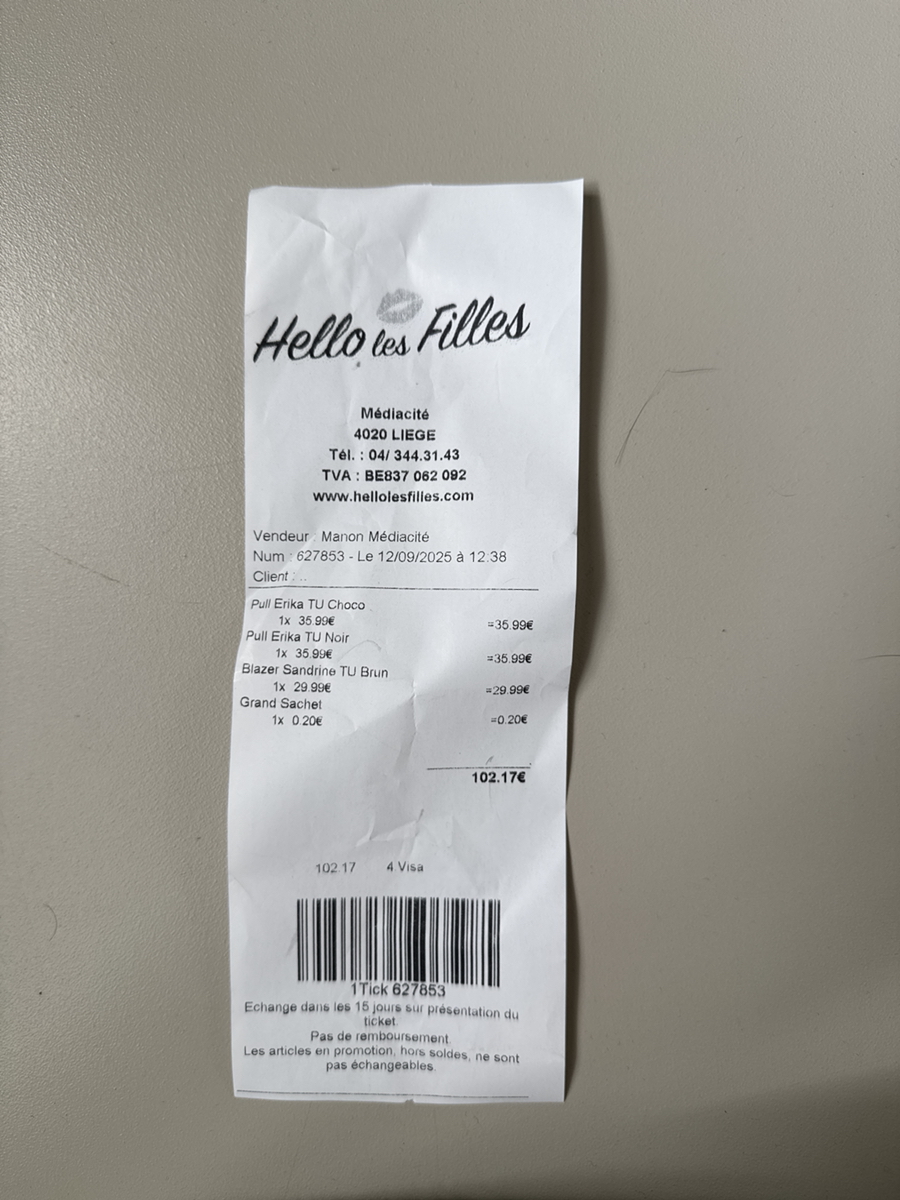 Hello les Filles
Médiacité
4020 LIEGE
Tél. : 04/ 344.31.43
TVA : BE837 062 092
www.hellolesfilles.com
Vendeur : Manon Médiacité
Num : 627853 - Le 12/09/2025 à 12:38
Client : ..
Pull Erika TU Choco
1x 35.99€ =35.99€
Pull Erika TU Noir
1x 35.99€ =35.99€
Blazer Sandrine TU Brun
1x 29.99€ =29.99€
Grand Sachet
1x 0.20€ =0.20€
102.17€
102.17 4 Visa
1Tick 627853
Echange dans les 15 jours sur présentation du
ticket.
Pas de remboursement.
Les articles en promotion, hors soldes, ne sont
pas échangeables.